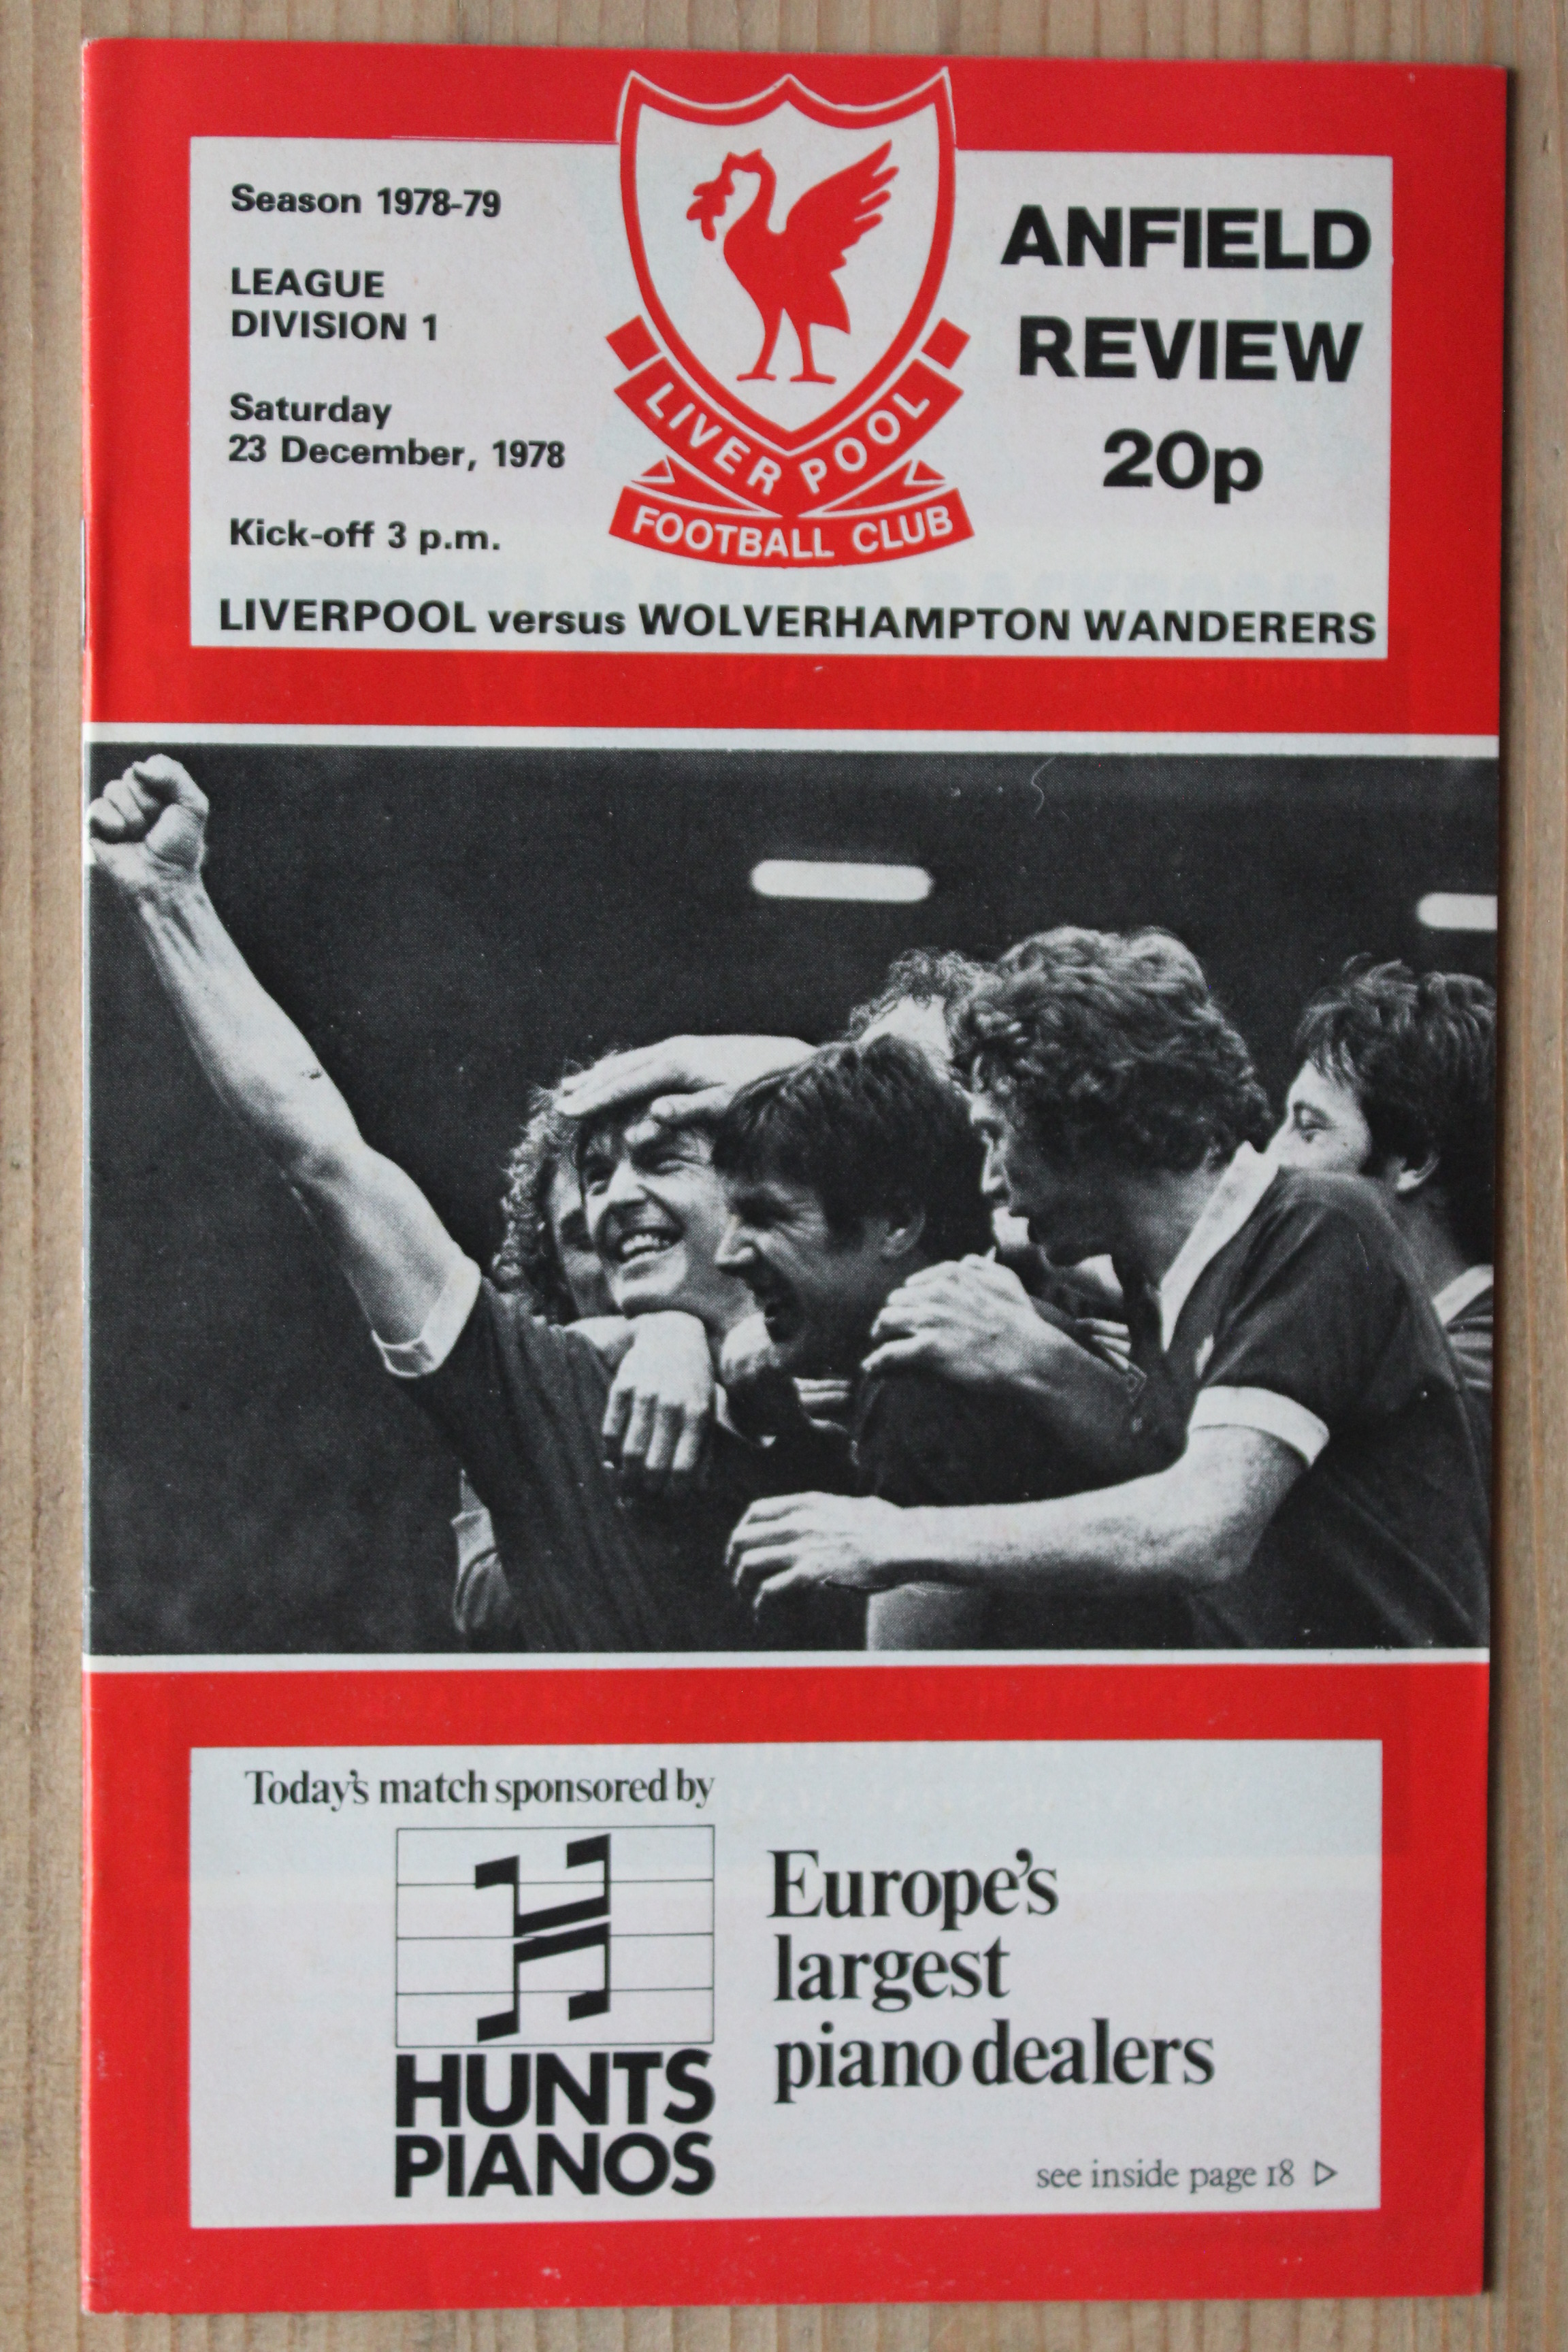 Season 1978-79
LEAGUE
DIVISION 1
Saturday
23 December, 1978
Kick-off 3 p.m.
LIVERPOOL
FOOTBALL CLUB
ANFIELD
REVIEW
20p
LIVERPOOL versus WOLVERHAMPTON WANDERERS
Today's match sponsored by
HUNTS
PIANOS
Europe's
largest
piano dealers
see inside page 18